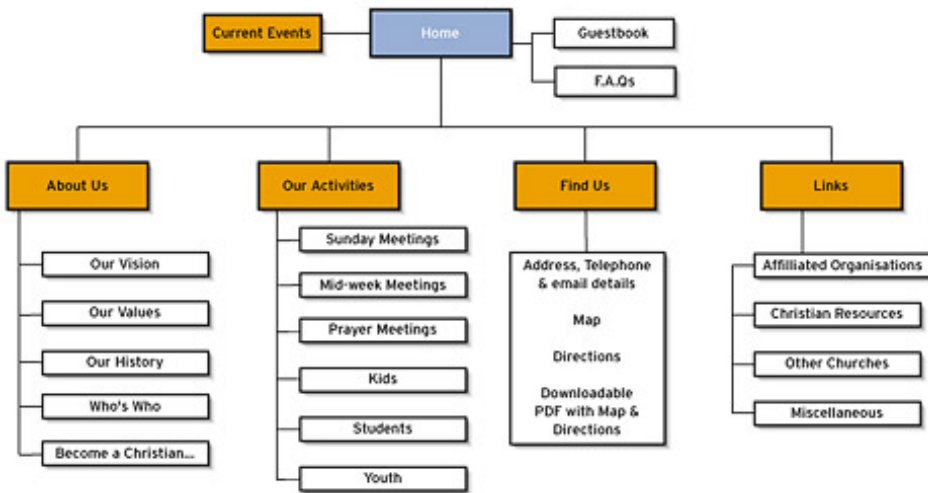 Current Events
Home
Guestbook
F.A.Qs
About Us
Our Activities
Find Us
Links
Our Vision
Our Values
Our History
Who's Who
Become a Christian...
Sunday Meetings
Mid-week Meetings
Prayer Meetings
Kids
Students
Youth
Address, Telephone
& email details
Map
Directions
Downloadable
PDF with Map &
Directions
Affilliated Organisations
Christian Resources
Other Churches
Miscellaneous